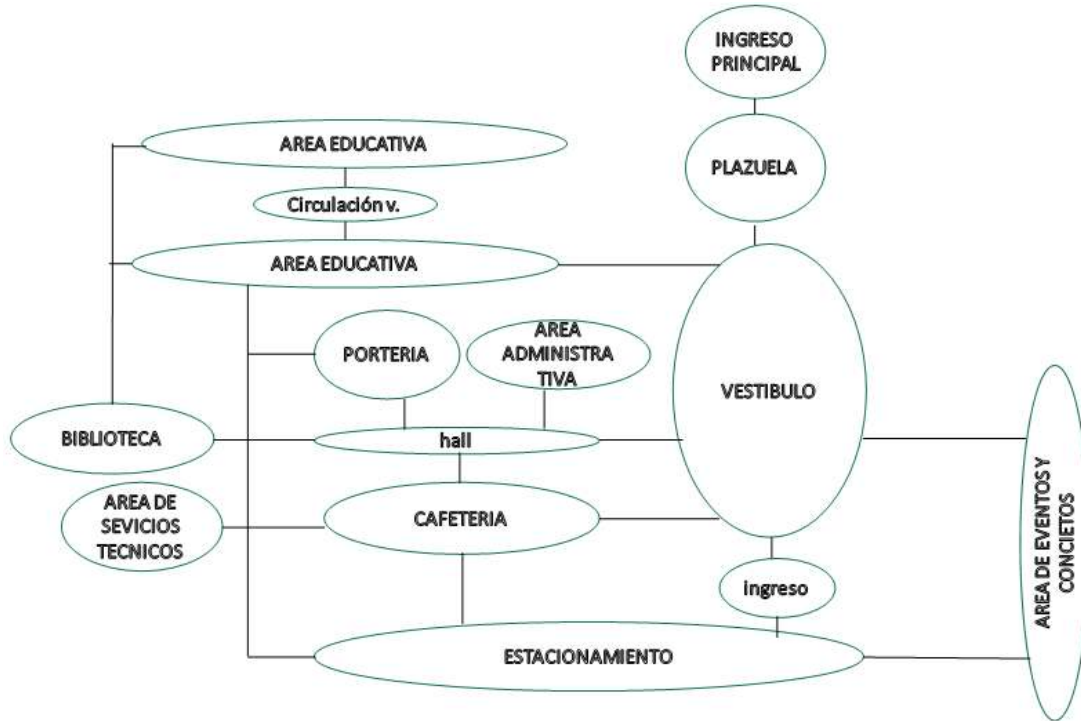 INGRESO
PRINCIPAL
AREA EDUCATIVA
PLAZUELA
Circulación v.
AREA EDUCATIVA
PORTERIA
AREA
ADMINISTRA
TIVA
VESTIBULO
BIBLIOTECA
hall
AREA DE
SEVICIOS
TECNICOS
CAFETERIA
ingreso
ESTACIONAMIENTO
AREA DE EVENTOS Y
CONCIETOS